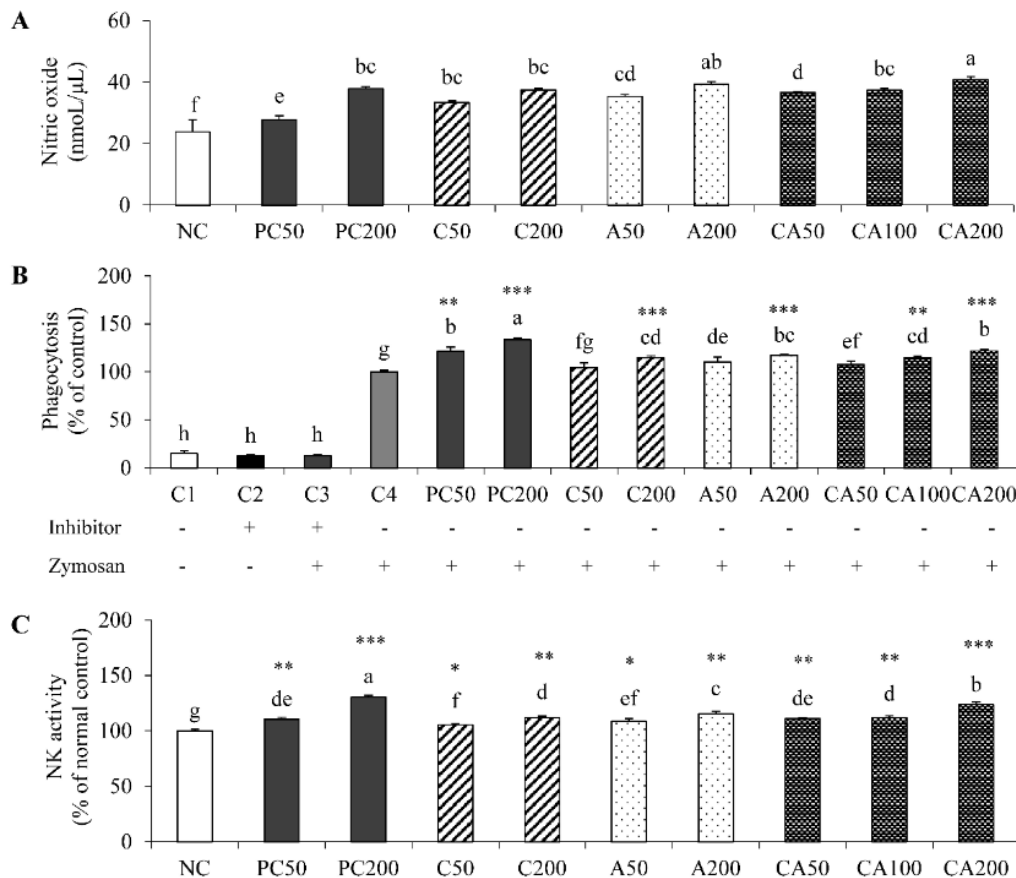 A
Nitric oxide
(nmoL/μL)
60
40
20
0
f e bc bc bc cd ab d bc a
NC PC50 PC200 C50 C200 A50 A200 CA50 CA100 CA200
B
Phagocytosis
(% of control)
200
150
100
50
0
** *** *** *** ** ***
h h h g b a fg cd de bc ef cd b
C1 C2 C3 C4 PC50 PC200 C50 C200 A50 A200 CA50 CA100 CA200
Inhibitor - + + - - - - - - - - - -
Zymosan - - + + + + + + + + + + +
C
NK activity
(% of normal control)
200
150
100
50
0
** *** * ** * ** ** ** ***
g de a f d ef c de d b
NC PC50 PC200 C50 C200 A50 A200 CA50 CA100 CA200